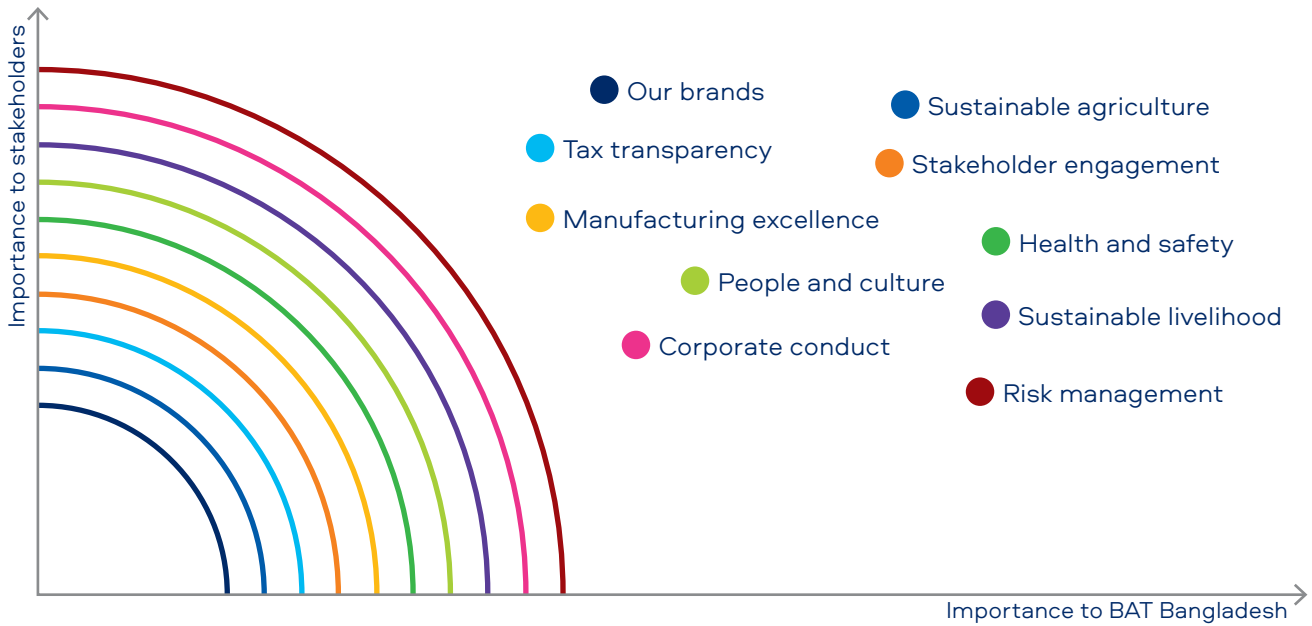 Importance to stakeholders
Our brands
Sustainable agriculture
Tax transparency
Stakeholder engagement
Manufacturing excellence
Health and safety
People and culture
Sustainable livelihood
Corporate conduct
Risk management
Importance to BAT Bangladesh